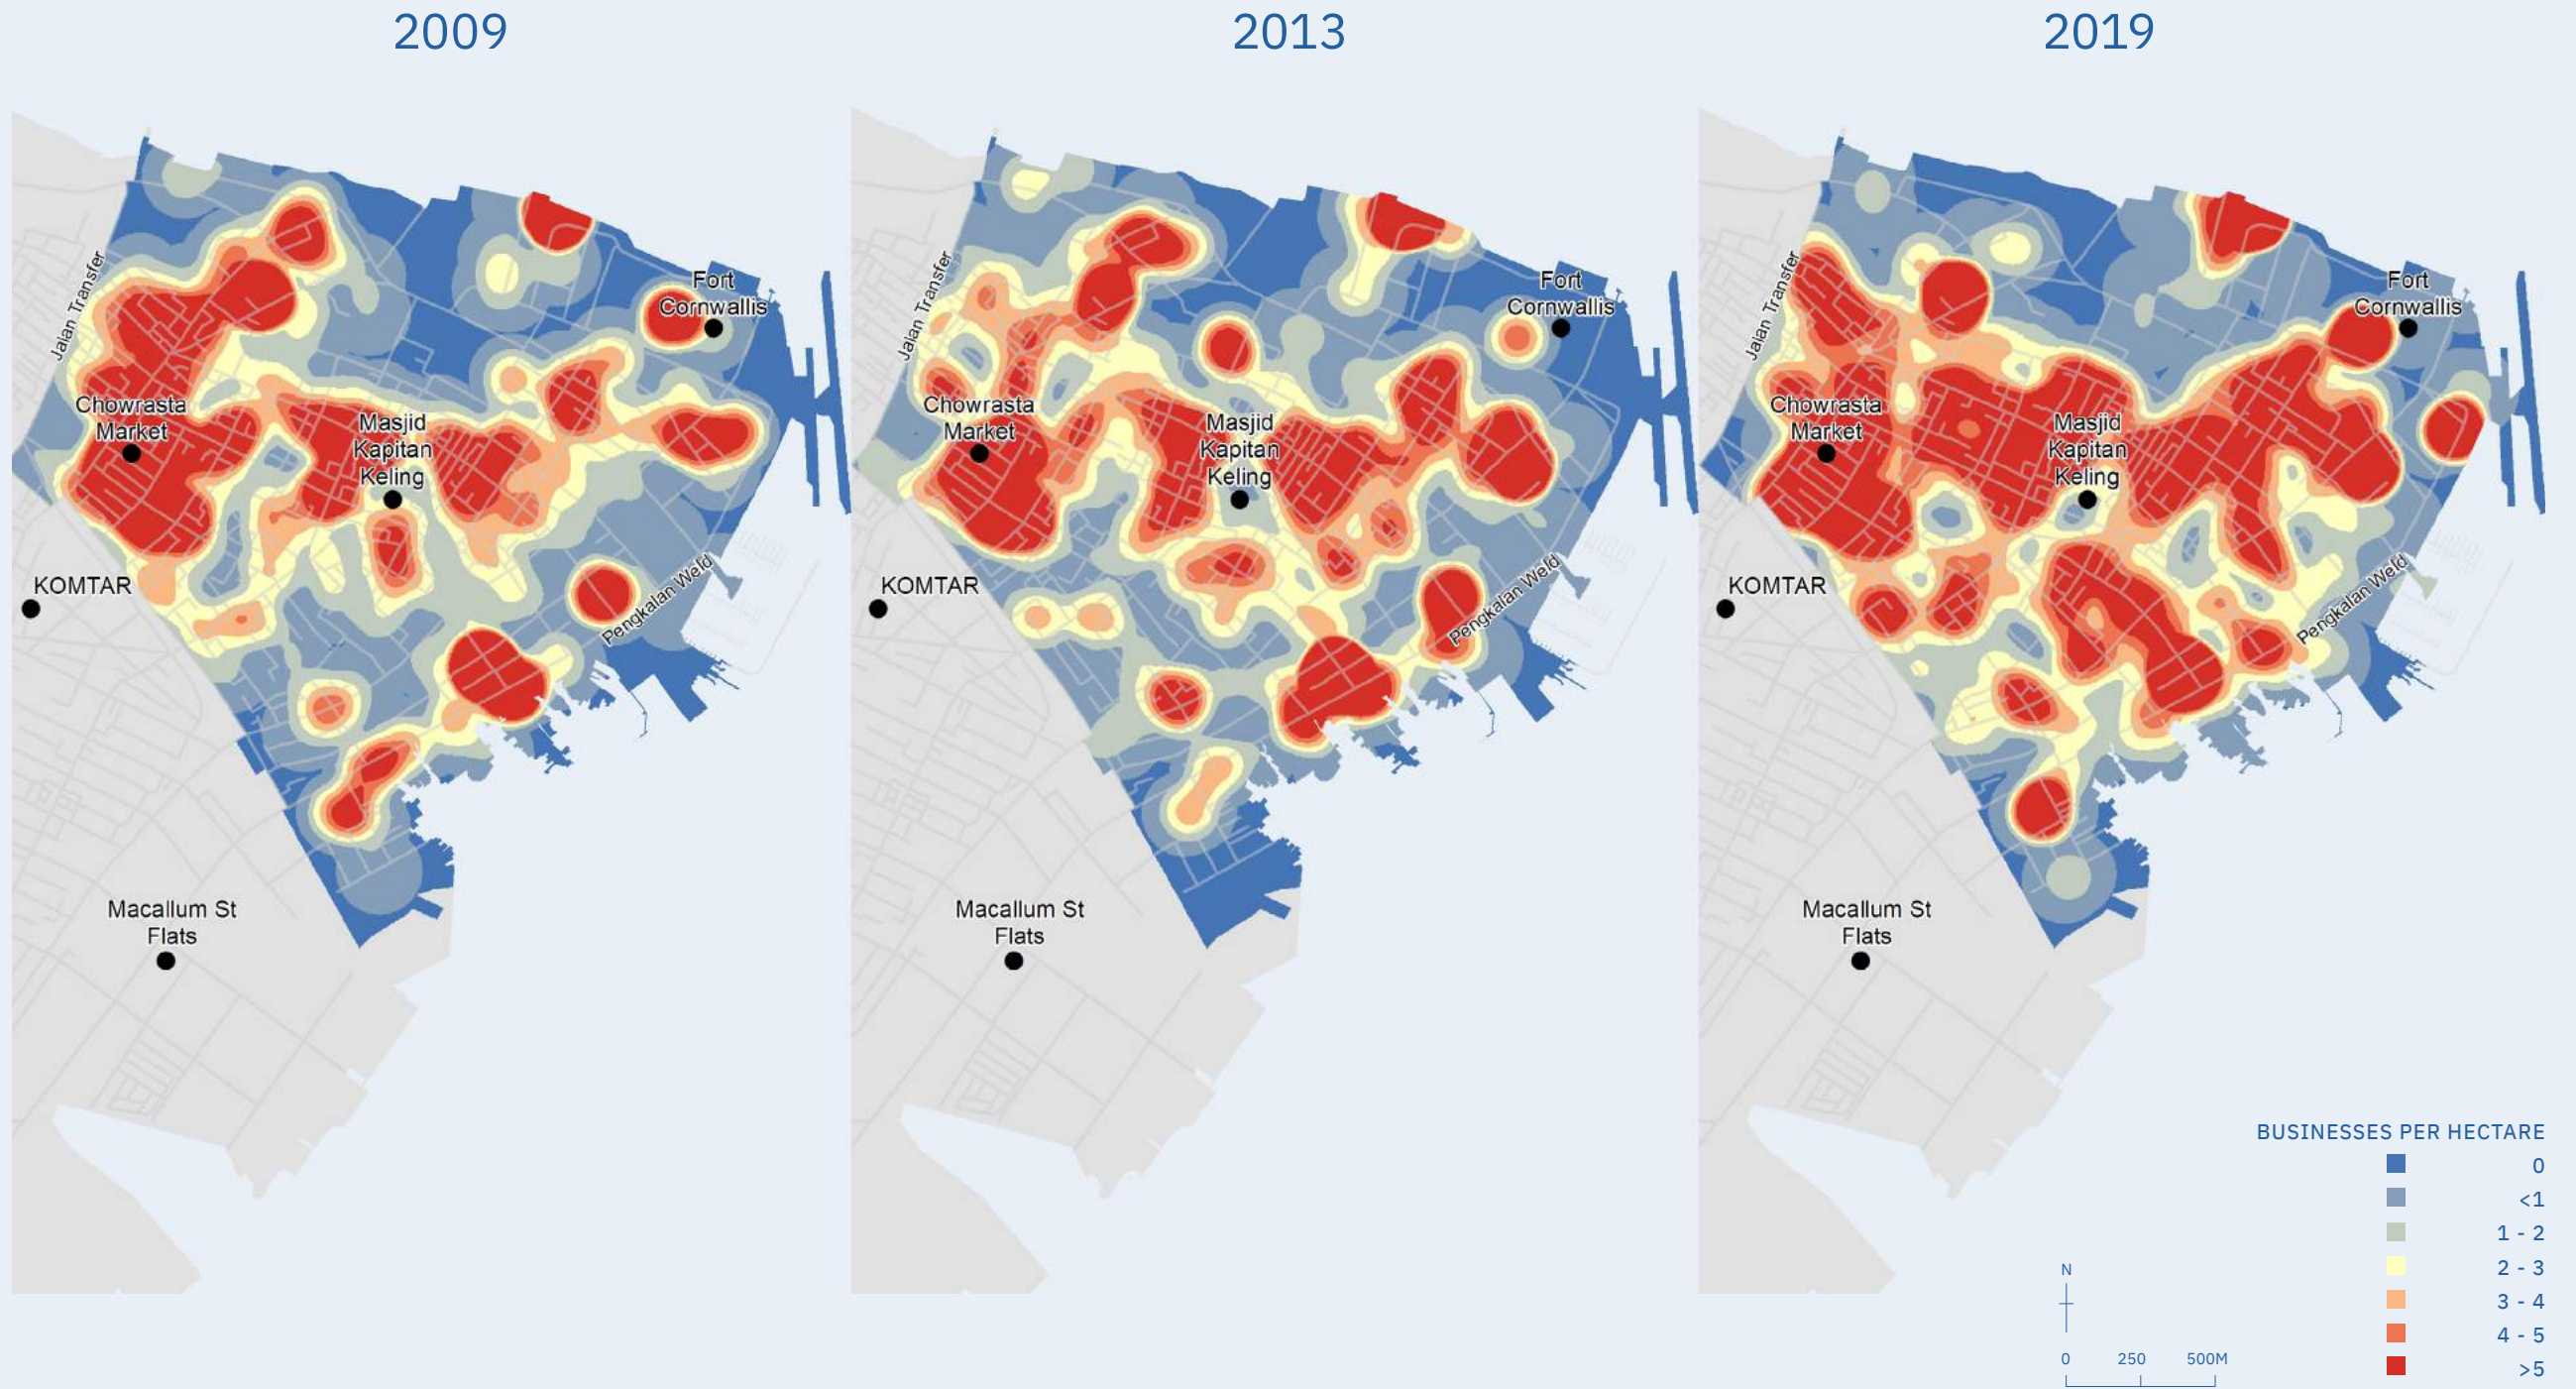 2009
Jalan Transfer
Fort
Cornwallis
Chowrasta
Market
Masjid
Kapitan
Keling
KOMTAR
Pengkalan Weld
Macallum St
Flats
2013
Jalan Transfer
Fort
Cornwallis
Chowrasta
Market
Masjid
Kapitan
Keling
KOMTAR
Pengkalan Weld
Macallum St
Flats
2019
Jalan Transfer
Fort
Cornwallis
Chowrasta
Market
Masjid
Kapitan
Keling
KOMTAR
Pengkalan Weld
Macallum St
Flats
BUSINESSES PER HECTARE
0
<1
1 - 2
2 - 3
3 - 4
4 - 5
>5
N
0 250 500M